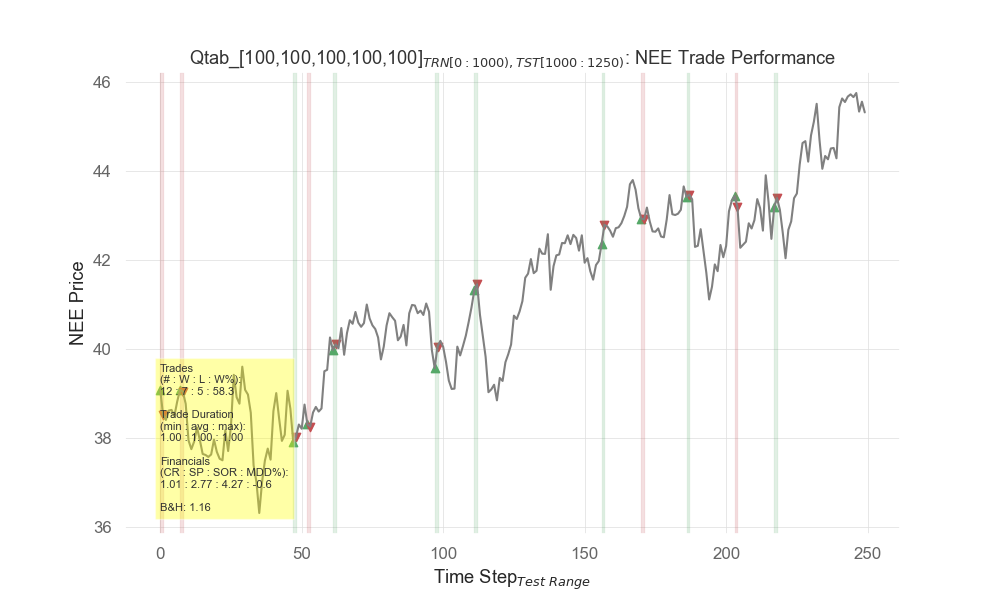 Qtab_[100,100,100,100,100]TRN[0 : 1000), TST[1000 : 1250): NEE Trade Performance
46
44
42
40
38
36
NEE Price
Trades
(# : W : L : W%):
12 : 7 : 5 : 58.3
Trade Duration
(min : avg : max):
1.00 : 1.00 : 1.00
Financials
(CR : SP : SOR : MDD%):
1.01 : 2.77 : 4.27 : -0.6
B&H: 1.16
0 50 100 150 200 250
Time Step Test Range